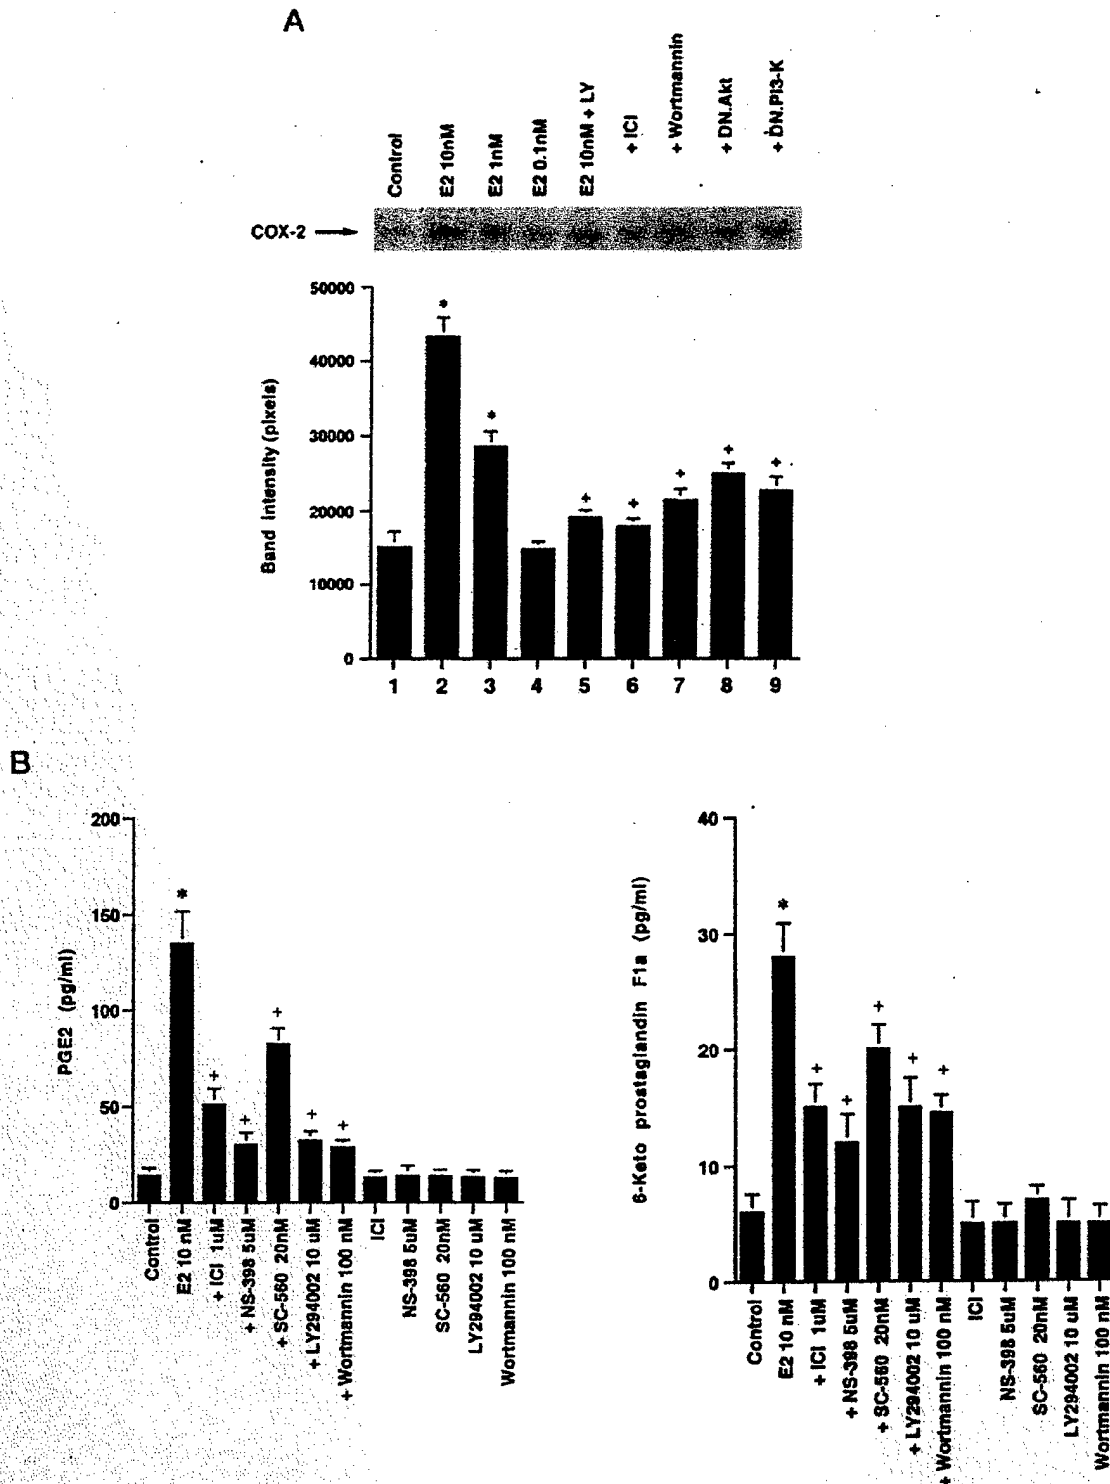 A
Control
E2 10nM
E2 1nM
E2 0.1nM
E2 10nM + LY
+ ICI
+ Wortmannin
+ DN.Akt
+ DN.PI3-K
COX-2
Band Intensity (pixels)
50000
40000
30000
20000
10000
0
*
*
+
+
+
+
+
1
2
3
4
5
6
7
8
9
B
PGE2 (pg/ml)
200
150
100
50
0
*
+
+
+
+
+
Control
E2 10 nM
+ ICI 1uM
+ NS-398 5uM
+ SC-560 20nM
+ LY294002 10 uM
+ Wortmannin 100 nM
ICI
NS-398 5uM
SC-560 20nM
LY294002 10 uM
Wortmannin 100 nM
6-Keto prostaglandin F1a (pg/ml)
40
30
20
10
0
*
+
+
+
+
+
Control
E2 10 nM
+ ICI 1uM
+ NS-398 5uM
+ SC-560 20nM
+ LY294002 10 uM
+ Wortmannin 100 nM
ICI
NS-398 5uM
SC-560 20nM
LY294002 10 uM
Wortmannin 100 nM